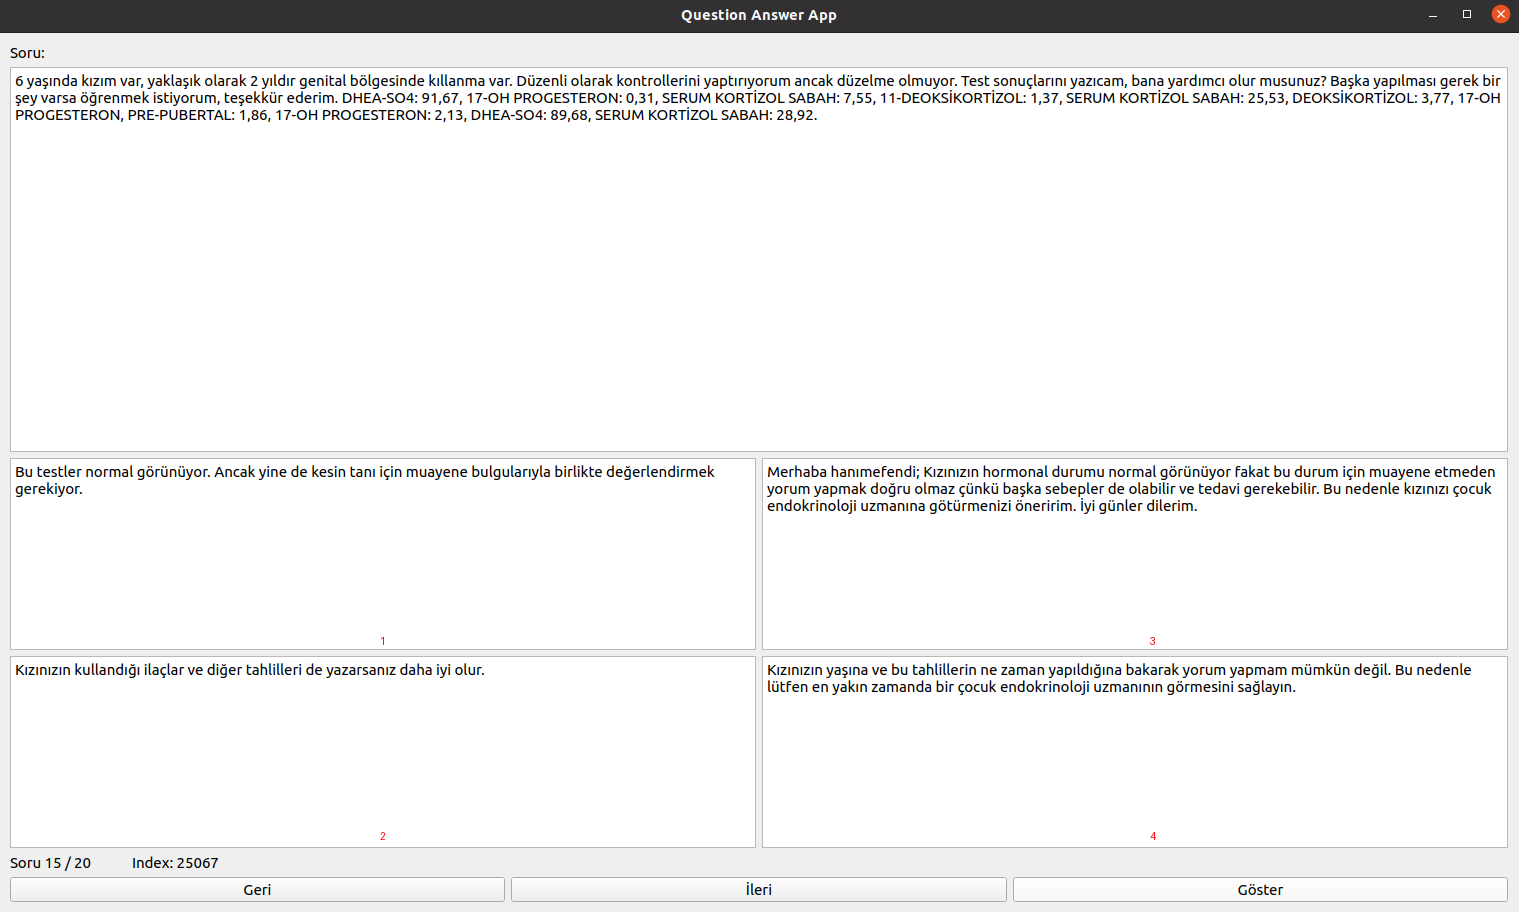 Question Answer App
Soru:
6 yaşında kızım var, yaklaşık olarak 2 yıldır genital bölgesinde kıllanma var. Düzenli olarak kontrollerini yaptırıyorum ancak düzelme olmuyor. Test sonuçlarını yazıcam, bana yardımcı olur musunuz? Başka yapılması gerek bir
şey varsa öğrenmek istiyorum, teşekkür ederim. DHEA-SO4: 91,67, 17-OH PROGESTERON: 0,31, SERUM KORTİZOL SABAH: 7,55, 11-DEOKSİKORTİZOL: 1,37, SERUM KORTİZOL SABAH: 25,53, DEOKSİKORTİZOL: 3,77, 17-OH
PROGESTERON, PRE-PUBERTAL: 1,86, 17-OH PROGESTERON: 2,13, DHEA-SO4: 89,68, SERUM KORTİZOL SABAH: 28,92.
Bu testler normal görünüyor. Ancak yine de kesin tanı için muayene bulgularıyla birlikte değerlendirmek
gerekiyor.
1
Merhaba hanımefendi; Kızınızın hormonal durumu normal görünüyor fakat bu durum için muayene etmeden
yorum yapmak doğru olmaz çünkü başka sebepler de olabilir ve tedavi gerekebilir. Bu nedenle kızınızı çocuk
endokrinoloji uzmanına götürmenizi öneririm. İyi günler dilerim.
3
Kızınızın kullandığı ilaçlar ve diğer tahlilleri de yazarsanız daha iyi olur.
2
Kızınızın yaşına ve bu tahlillerin ne zaman yapıldığına bakarak yorum yapmam mümkün değil. Bu nedenle
lütfen en yakın zamanda bir çocuk endokrinoloji uzmanının görmesini sağlayın.
4
Soru 15 / 20 Index: 25067
Geri İleri Göster